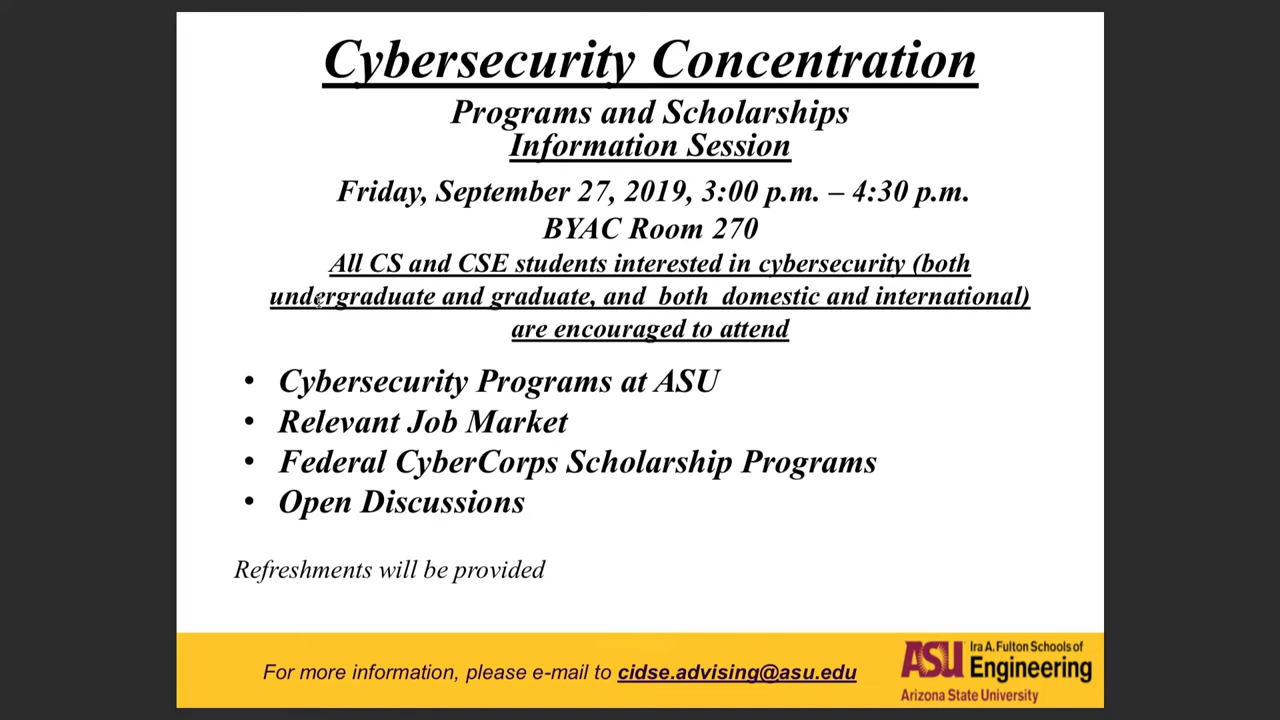 Cybersecurity Concentration
Programs and Scholarships
Information Session
Friday, September 27, 2019, 3:00 p.m. – 4:30 p.m.
BYAC Room 270
All CS and CSE students interested in cybersecurity (both
undergraduate and graduate, and both domestic and international)
are encouraged to attend
• Cybersecurity Programs at ASU
• Relevant Job Market
• Federal CyberCorps Scholarship Programs
• Open Discussions
Refreshments will be provided
For more information, please e-mail to cidse.advising@asu.edu
ASU Ira A. Fulton Schools of
Engineering
Arizona State University